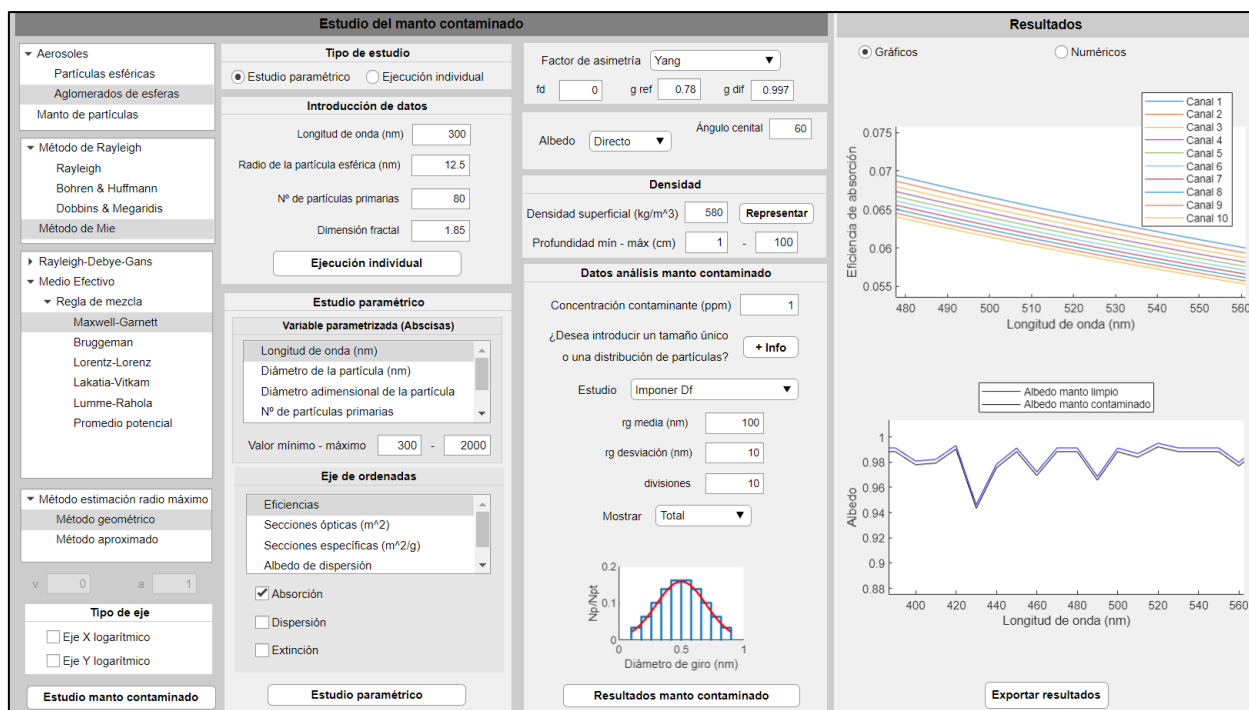 Estudio del manto contaminado
Aerosoles
Partículas esféricas
Aglomerados de esferas
Manto de partículas
Método de Rayleigh
Rayleigh
Bohren & Huffmann
Dobbins & Megaridis
Método de Mie
Rayleigh-Debye-Gans
Medio Efectivo
Regla de mezcla
Maxwell-Garnett
Bruggeman
Lorentz-Lorenz
Lakatia-Vitkam
Lumme-Rahola
Promedio potencial
Método estimación radio máximo
Método geométrico
Método aproximado
v 0 a 1
Tipo de eje
Eje X logarítmico
Eje Y logarítmico
Estudio manto contaminado
Tipo de estudio
Estudio paramétrico Ejecución individual
Introducción de datos
Longitud de onda (nm) 300
Radio de la partícula esférica (nm) 12.5
Nº de partículas primarias 80
Dimensión fractal 1.85
Ejecución individual
Estudio paramétrico
Variable parametrizada (Abscisas)
Longitud de onda (nm)
Diámetro de la partícula (nm)
Diámetro adimensional de la partícula
Nº de partículas primarias
Valor mínimo - máximo 300 - 2000
Eje de ordenadas
Eficiencias
Secciones ópticas (m^2)
Secciones específicas (m^2/g)
Albedo de dispersión
Absorción
Dispersión
Extinción
Estudio paramétrico
Factor de asimetría Yang
fd 0 g ref 0.78 g dif 0.997
Albedo Directo Ángulo cenital 60
Densidad
Densidad superficial (kg/m^3) 580 Representar
Profundidad mín - máx (cm) 1 - 100
Datos análisis manto contaminado
Concentración contaminante (ppm) 1
¿Desea introducir un tamaño único
o una distribución de partículas? + Info
Estudio Imponer Df
rg media (nm) 100
rg desviación (nm) 10
divisiones 10
Mostrar Total
0.2
0.1
0
Np/Npt
0 0.5 1
Diámetro de giro (nm)
Resultados manto contaminado
Resultados
Gráficos Numéricos
Canal 1
Canal 2
Canal 3
Canal 4
Canal 5
Canal 6
Canal 7
Canal 8
Canal 9
Canal 10
0.075
0.07
0.065
0.06
0.055
Eficiencia de absorción
480 490 500 510 520 530 540 550 560
Longitud de onda (nm)
Albedo manto limpio
Albedo manto contaminado
1
0.98
0.96
0.94
0.92
0.9
0.88
Albedo
400 420 440 460 480 500 520 540 560
Longitud de onda (nm)
Exportar resultados